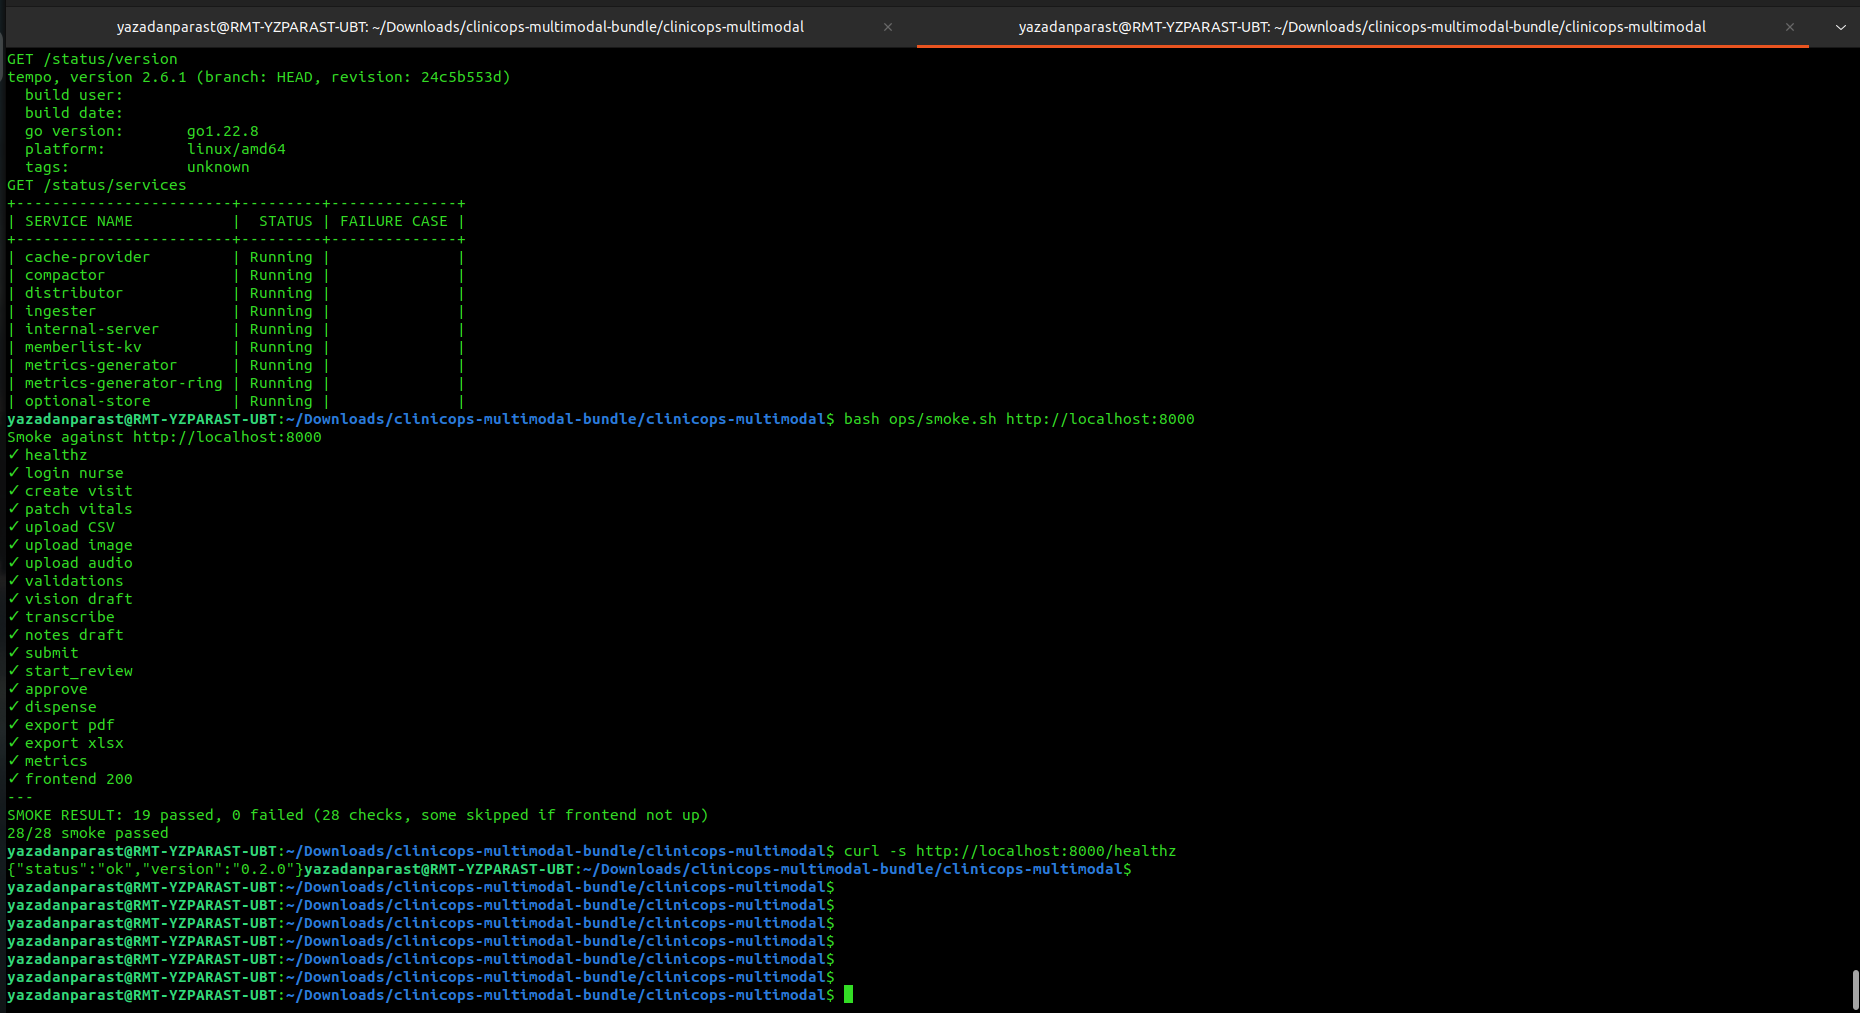 yazadanparast@RMT-YZPARAST-UBT: ~/Downloads/clinicops-multimodal-bundle/clinicops-multimodal × yazadanparast@RMT-YZPARAST-UBT: ~/Downloads/clinicops-multimodal-bundle/clinicops-multimodal ×
GET /status/version
tempo, version 2.6.1 (branch: HEAD, revision: 24c5b553d)
  build user:
  build date:
  go version:       go1.22.8
  platform:         linux/amd64
  tags:             unknown
GET /status/services
+------------------------+---------+--------------+
| SERVICE NAME           |  STATUS | FAILURE CASE |
+------------------------+---------+--------------+
| cache-provider         | Running |              |
| compactor              | Running |              |
| distributor            | Running |              |
| ingester               | Running |              |
| internal-server        | Running |              |
| memberlist-kv          | Running |              |
| metrics-generator      | Running |              |
| metrics-generator-ring | Running |              |
| optional-store         | Running |              |
yazadanparast@RMT-YZPARAST-UBT:~/Downloads/clinicops-multimodal-bundle/clinicops-multimodal$ bash ops/smoke.sh http://localhost:8000
Smoke against http://localhost:8000
✓ healthz
✓ login nurse
✓ create visit
✓ patch vitals
✓ upload CSV
✓ upload image
✓ upload audio
✓ validations
✓ vision draft
✓ transcribe
✓ notes draft
✓ submit
✓ start_review
✓ approve
✓ dispense
✓ export pdf
✓ export xlsx
✓ metrics
✓ frontend 200
---
SMOKE RESULT: 19 passed, 0 failed (28 checks, some skipped if frontend not up)
28/28 smoke passed
yazadanparast@RMT-YZPARAST-UBT:~/Downloads/clinicops-multimodal-bundle/clinicops-multimodal$ curl -s http://localhost:8000/healthz
{"status":"ok","version":"0.2.0"}yazadanparast@RMT-YZPARAST-UBT:~/Downloads/clinicops-multimodal-bundle/clinicops-multimodal$
yazadanparast@RMT-YZPARAST-UBT:~/Downloads/clinicops-multimodal-bundle/clinicops-multimodal$
yazadanparast@RMT-YZPARAST-UBT:~/Downloads/clinicops-multimodal-bundle/clinicops-multimodal$
yazadanparast@RMT-YZPARAST-UBT:~/Downloads/clinicops-multimodal-bundle/clinicops-multimodal$
yazadanparast@RMT-YZPARAST-UBT:~/Downloads/clinicops-multimodal-bundle/clinicops-multimodal$
yazadanparast@RMT-YZPARAST-UBT:~/Downloads/clinicops-multimodal-bundle/clinicops-multimodal$
yazadanparast@RMT-YZPARAST-UBT:~/Downloads/clinicops-multimodal-bundle/clinicops-multimodal$
yazadanparast@RMT-YZPARAST-UBT:~/Downloads/clinicops-multimodal-bundle/clinicops-multimodal$